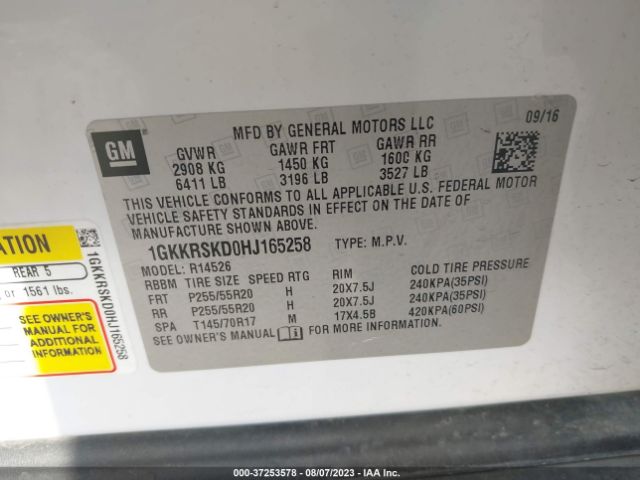 GM
MFD BY GENERAL MOTORS LLC
09/16
GVWR GAWR FRT GAWR RR
2908 KG 1450 KG 1600 KG
6411 LB 3196 LB 3527 LB
THIS VEHICLE CONFORMS TO ALL APPLICABLE U.S. FEDERAL MOTOR
VEHICLE SAFETY STANDARDS IN EFFECT ON THE DATE OF
MANUFACTURE SHOWN ABOVE.
1GKKRSKD0HJ165258 TYPE: M.P.V.
MODEL: R14526
RBBM TIRE SIZE SPEED RTG RIM COLD TIRE PRESSURE
FRT P255/55R20 H 20X7.5J 240KPA(35PSI)
RR P255/55R20 H 20X7.5J 240KPA(35PSI)
SPA T145/70R17 M 17X4.5B 420KPA(60PSI)
SEE OWNER'S MANUAL FOR MORE INFORMATION
ATION
REAR 5
or 1561 lbs.
SEE OWNER'S
MANUAL FOR
ADDITIONAL
INFORMATION
1GKKRSKD0HJ165258
000-37253578 - 08/07/2023 - IAA Inc.